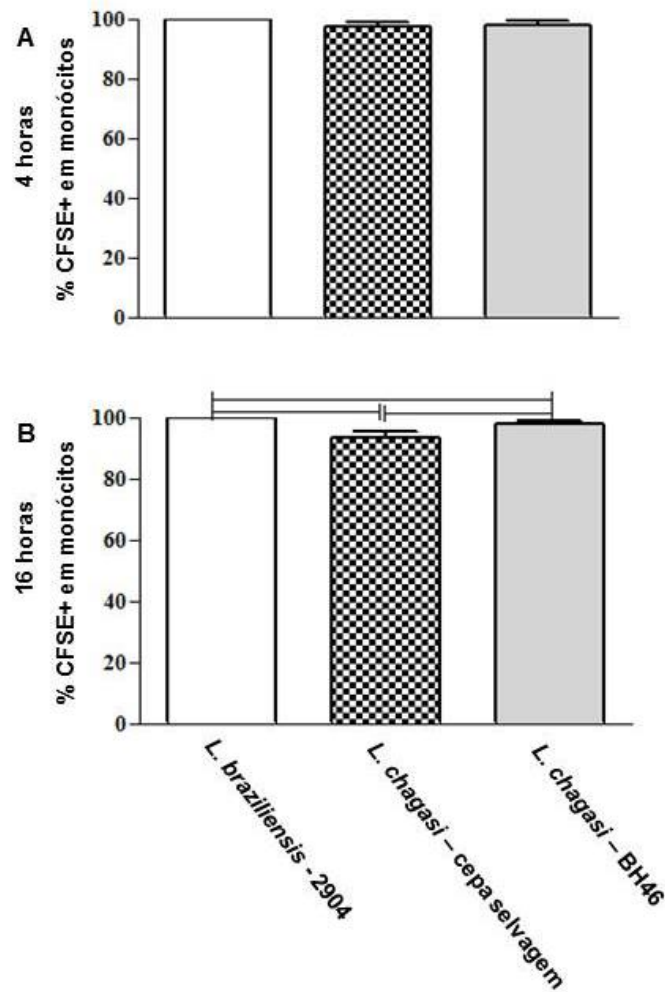 A
4 horas
% CFSE+ em monócitos
100
80
60
40
20
0
B
16 horas
% CFSE+ em monócitos
100
80
60
40
20
0
L. braziliensis - 2904
L. chagasi – cepa selvagem
L. chagasi – BH46